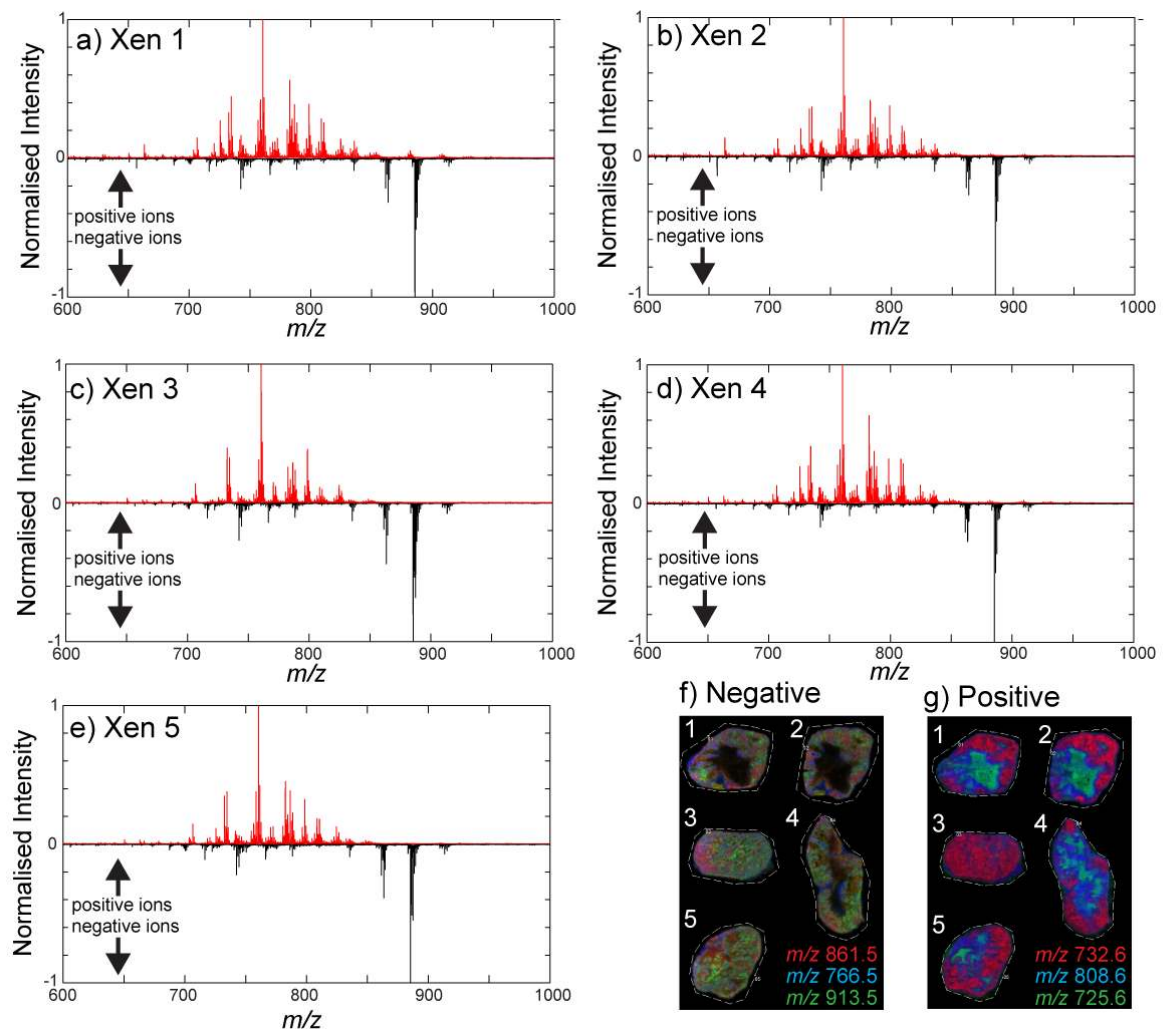 a) Xen 1
Normalised Intensity
1
0
-1
positive ions
negative ions
600
700
800
900
1000
m/z
b) Xen 2
Normalised Intensity
1
0
-1
positive ions
negative ions
600
700
800
900
1000
m/z
c) Xen 3
Normalised Intensity
1
0
-1
positive ions
negative ions
600
700
800
900
1000
m/z
d) Xen 4
Normalised Intensity
1
0
-1
positive ions
negative ions
600
700
800
900
1000
m/z
e) Xen 5
Normalised Intensity
1
0
-1
positive ions
negative ions
600
700
800
900
1000
m/z
f) Negative
1
2
3
4
5
m/z 861.5
m/z 766.5
m/z 913.5
g) Positive
1
2
3
4
5
m/z 732.6
m/z 808.6
m/z 725.6